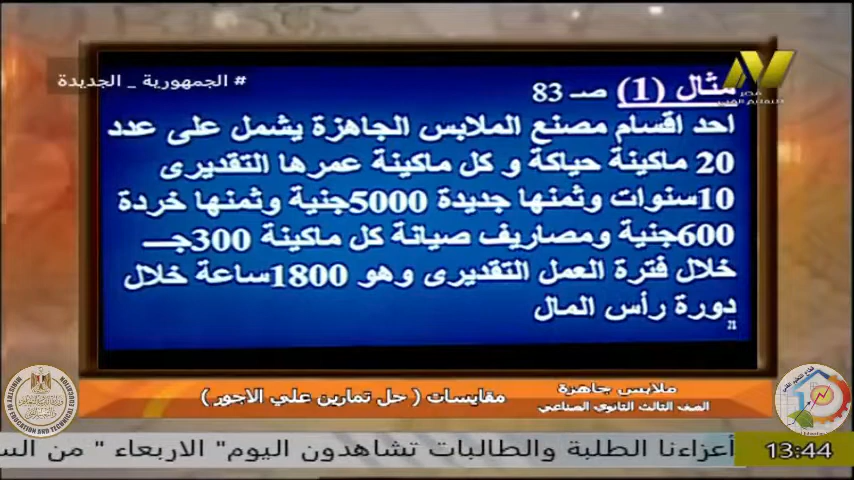 # الجمهورية _ الجديدة
مثال (1) صـ 83
مصر
احد اقسام مصنع الملابس الجاهزة يشمل على عدد
20 ماكينة حياكة و كل ماكينة عمرها التقديرى
10سنوات وثمنها جديدة 5000جنية وثمنها خردة
600جنية ومصاريف صيانة كل ماكينة 300جـ
خلال فترة العمل التقديرى وهو 1800ساعة خلال
دورة رأس المال
ملابس جاهزة
الصف الثالث الثانوى الصناعي
مقايسات ( حل تمارين علي الاجور )
أعزاءنا الطلبة والطالبات تشاهدون اليوم" الاربعاء " من الس
13:44